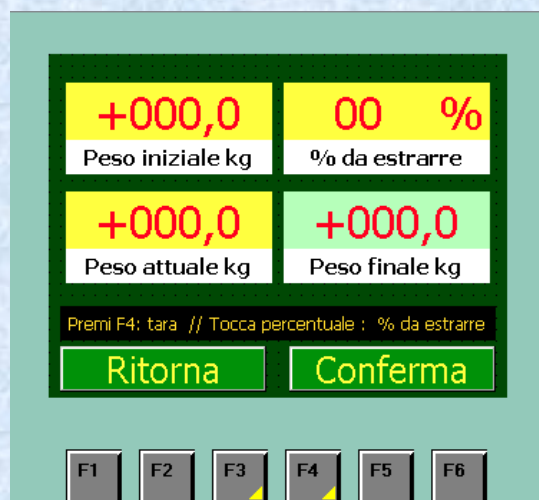 +000,0 00 %
Peso iniziale kg % da estrarre
+000,0 +000,0
Peso attuale kg Peso finale kg
Premi F4: tara // Tocca percentuale : % da estrarre
Ritorna Conferma
F1 F2 F3 F4 F5 F6